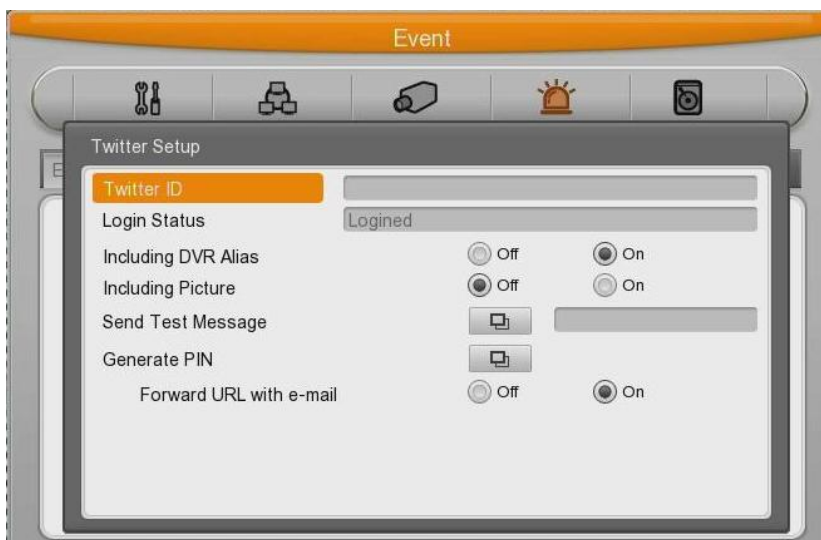 Event
Twitter Setup
E
Twitter ID
Login Status Logined
Including DVR Alias Off On
Including Picture Off On
Send Test Message
Generate PIN
Forward URL with e-mail Off On